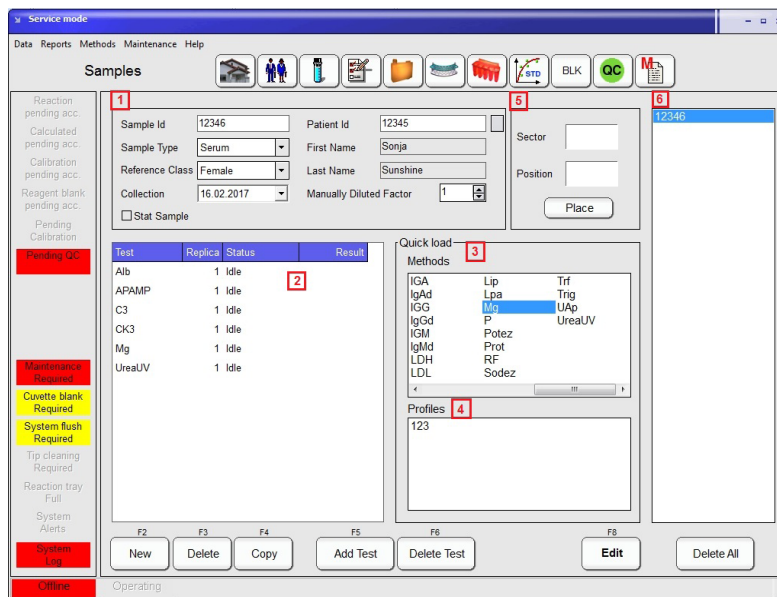 Service mode
Data Reports Methods Maintenance Help
Samples
STD
BLK
QC
M
Reaction
pending acc.
Calculated
pending acc.
Calibration
pending acc.
Reagent blank
pending acc.
Pending
Calibration
Pending QC
Maintenance
Required
Cuvette blank
Required
System flush
Required
Tip cleaning
Required
Reaction tray
Full
System
Alerts
System
Log
Offline
Operating
1
Sample Id 12346 Patient Id 12345
Sample Type Serum First Name Sonja
Reference Class Female Last Name Sunshine
Collection 16.02.2017 Manually Diluted Factor 1
Stat Sample
5
Sector
Position
Place
6
12346
Test Replica Status Result
2
Alb 1 Idle
APAMP 1 Idle
C3 1 Idle
CK3 1 Idle
Mg 1 Idle
UreaUV 1 Idle
Quick load
3
Methods
IGA Lip Trf
IgAd Lpa Trig
IGG Mg UAp
IgGd P UreaUV
IGM Potez
IgMd Prot
LDH RF
LDL Sodez
Profiles 4
123
F2 F3 F4 F5 F6 F8
New Delete Copy Add Test Delete Test Edit Delete All